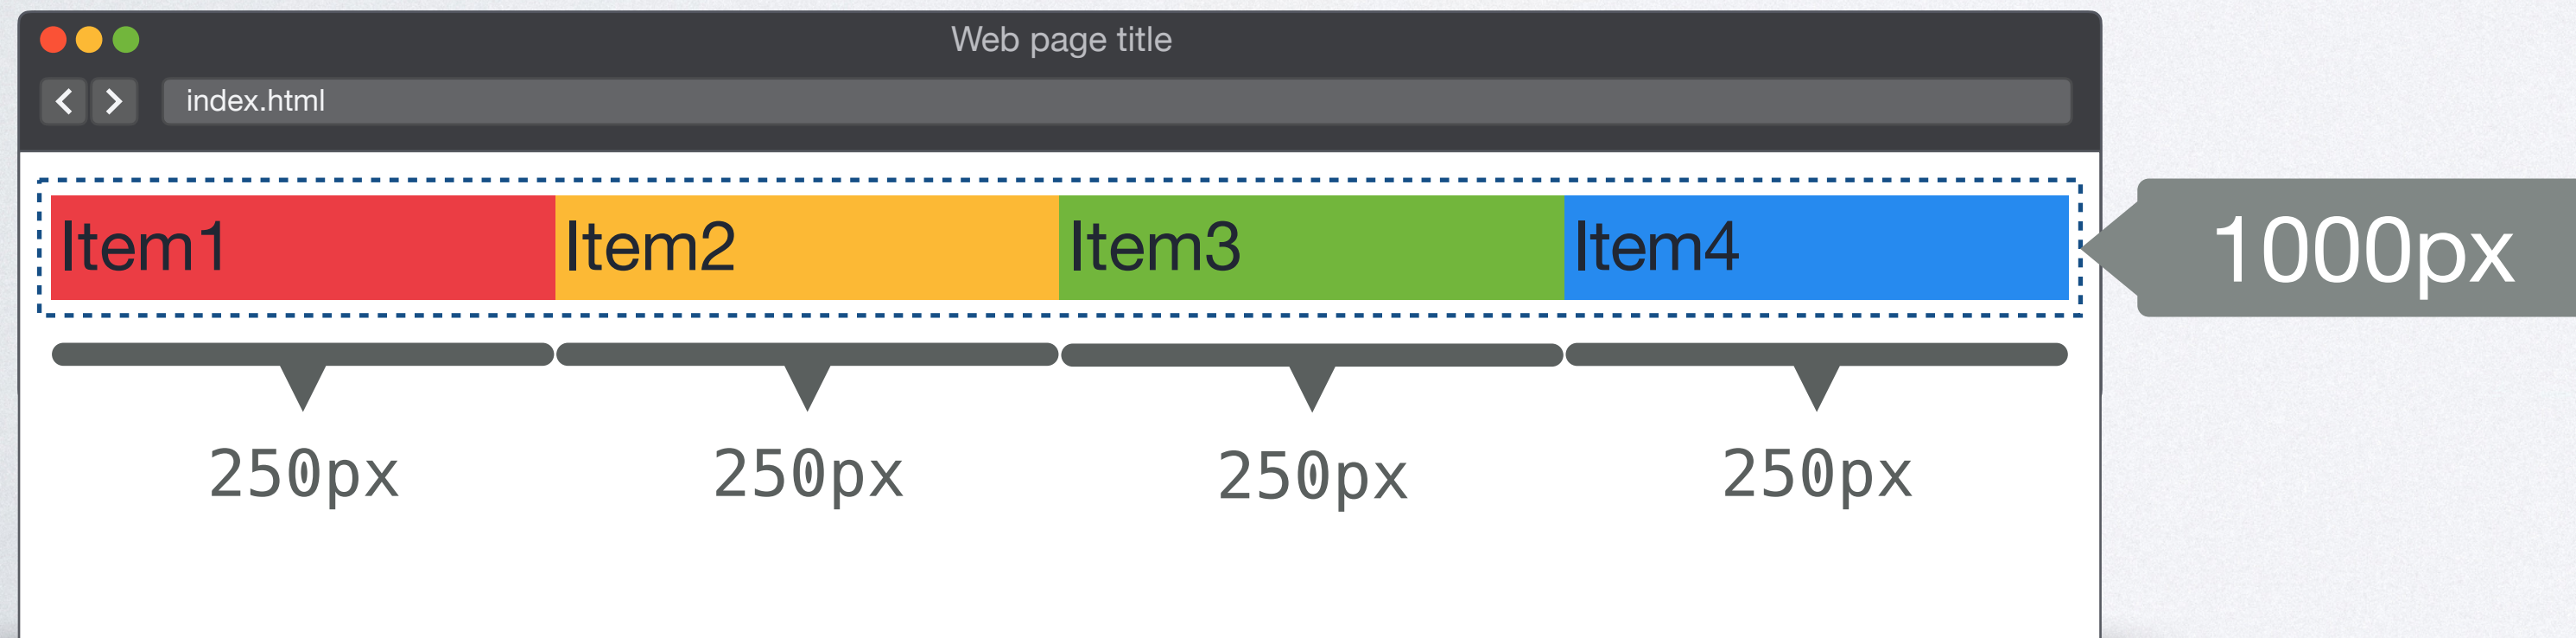 Web page title
index.html
Item1 Item2 Item3 Item4
1000px
250px 250px 250px 250px